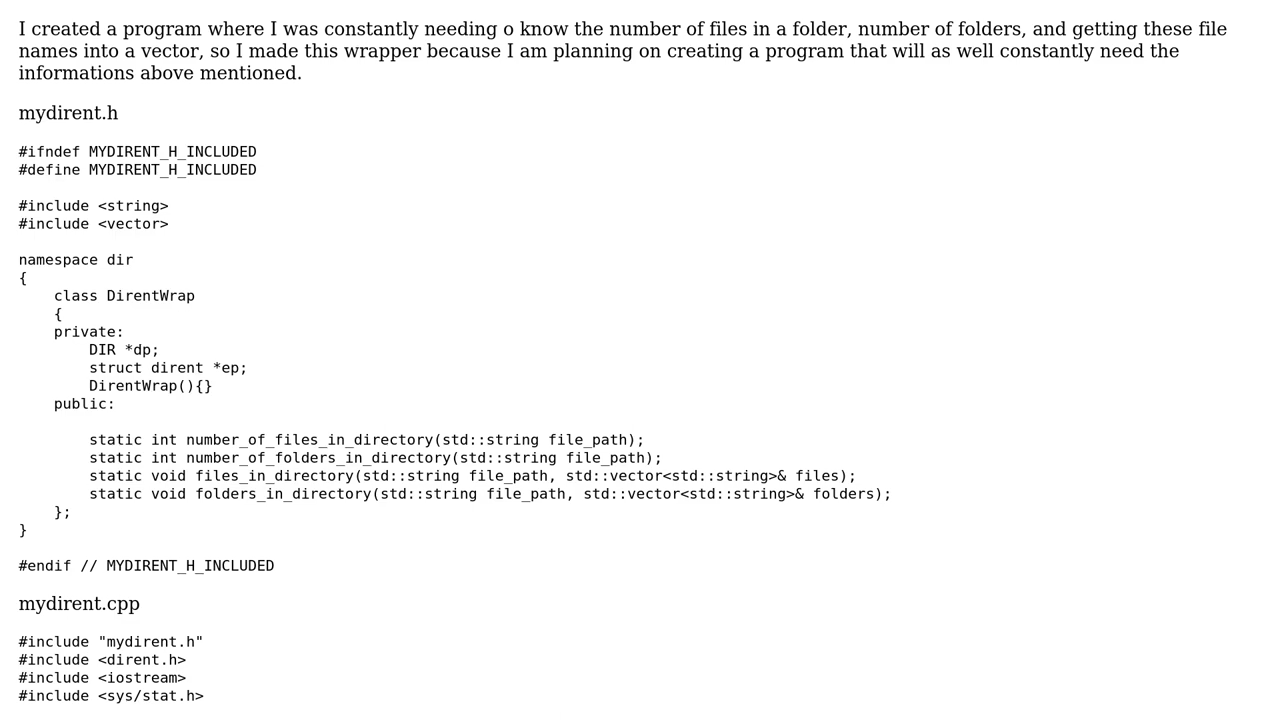 I created a program where I was constantly needing o know the number of files in a folder, number of folders, and getting these file
names into a vector, so I made this wrapper because I am planning on creating a program that will as well constantly need the
informations above mentioned.
mydirent.h
#ifndef MYDIRENT_H_INCLUDED
#define MYDIRENT_H_INCLUDED
#include <string>
#include <vector>
namespace dir
{
    class DirentWrap
    {
    private:
        DIR *dp;
        struct dirent *ep;
        DirentWrap(){}
    public:
        static int number_of_files_in_directory(std::string file_path);
        static int number_of_folders_in_directory(std::string file_path);
        static void files_in_directory(std::string file_path, std::vector<std::string>& files);
        static void folders_in_directory(std::string file_path, std::vector<std::string>& folders);
    };
}
#endif // MYDIRENT_H_INCLUDED
mydirent.cpp
#include "mydirent.h"
#include <dirent.h>
#include <iostream>
#include <sys/stat.h>